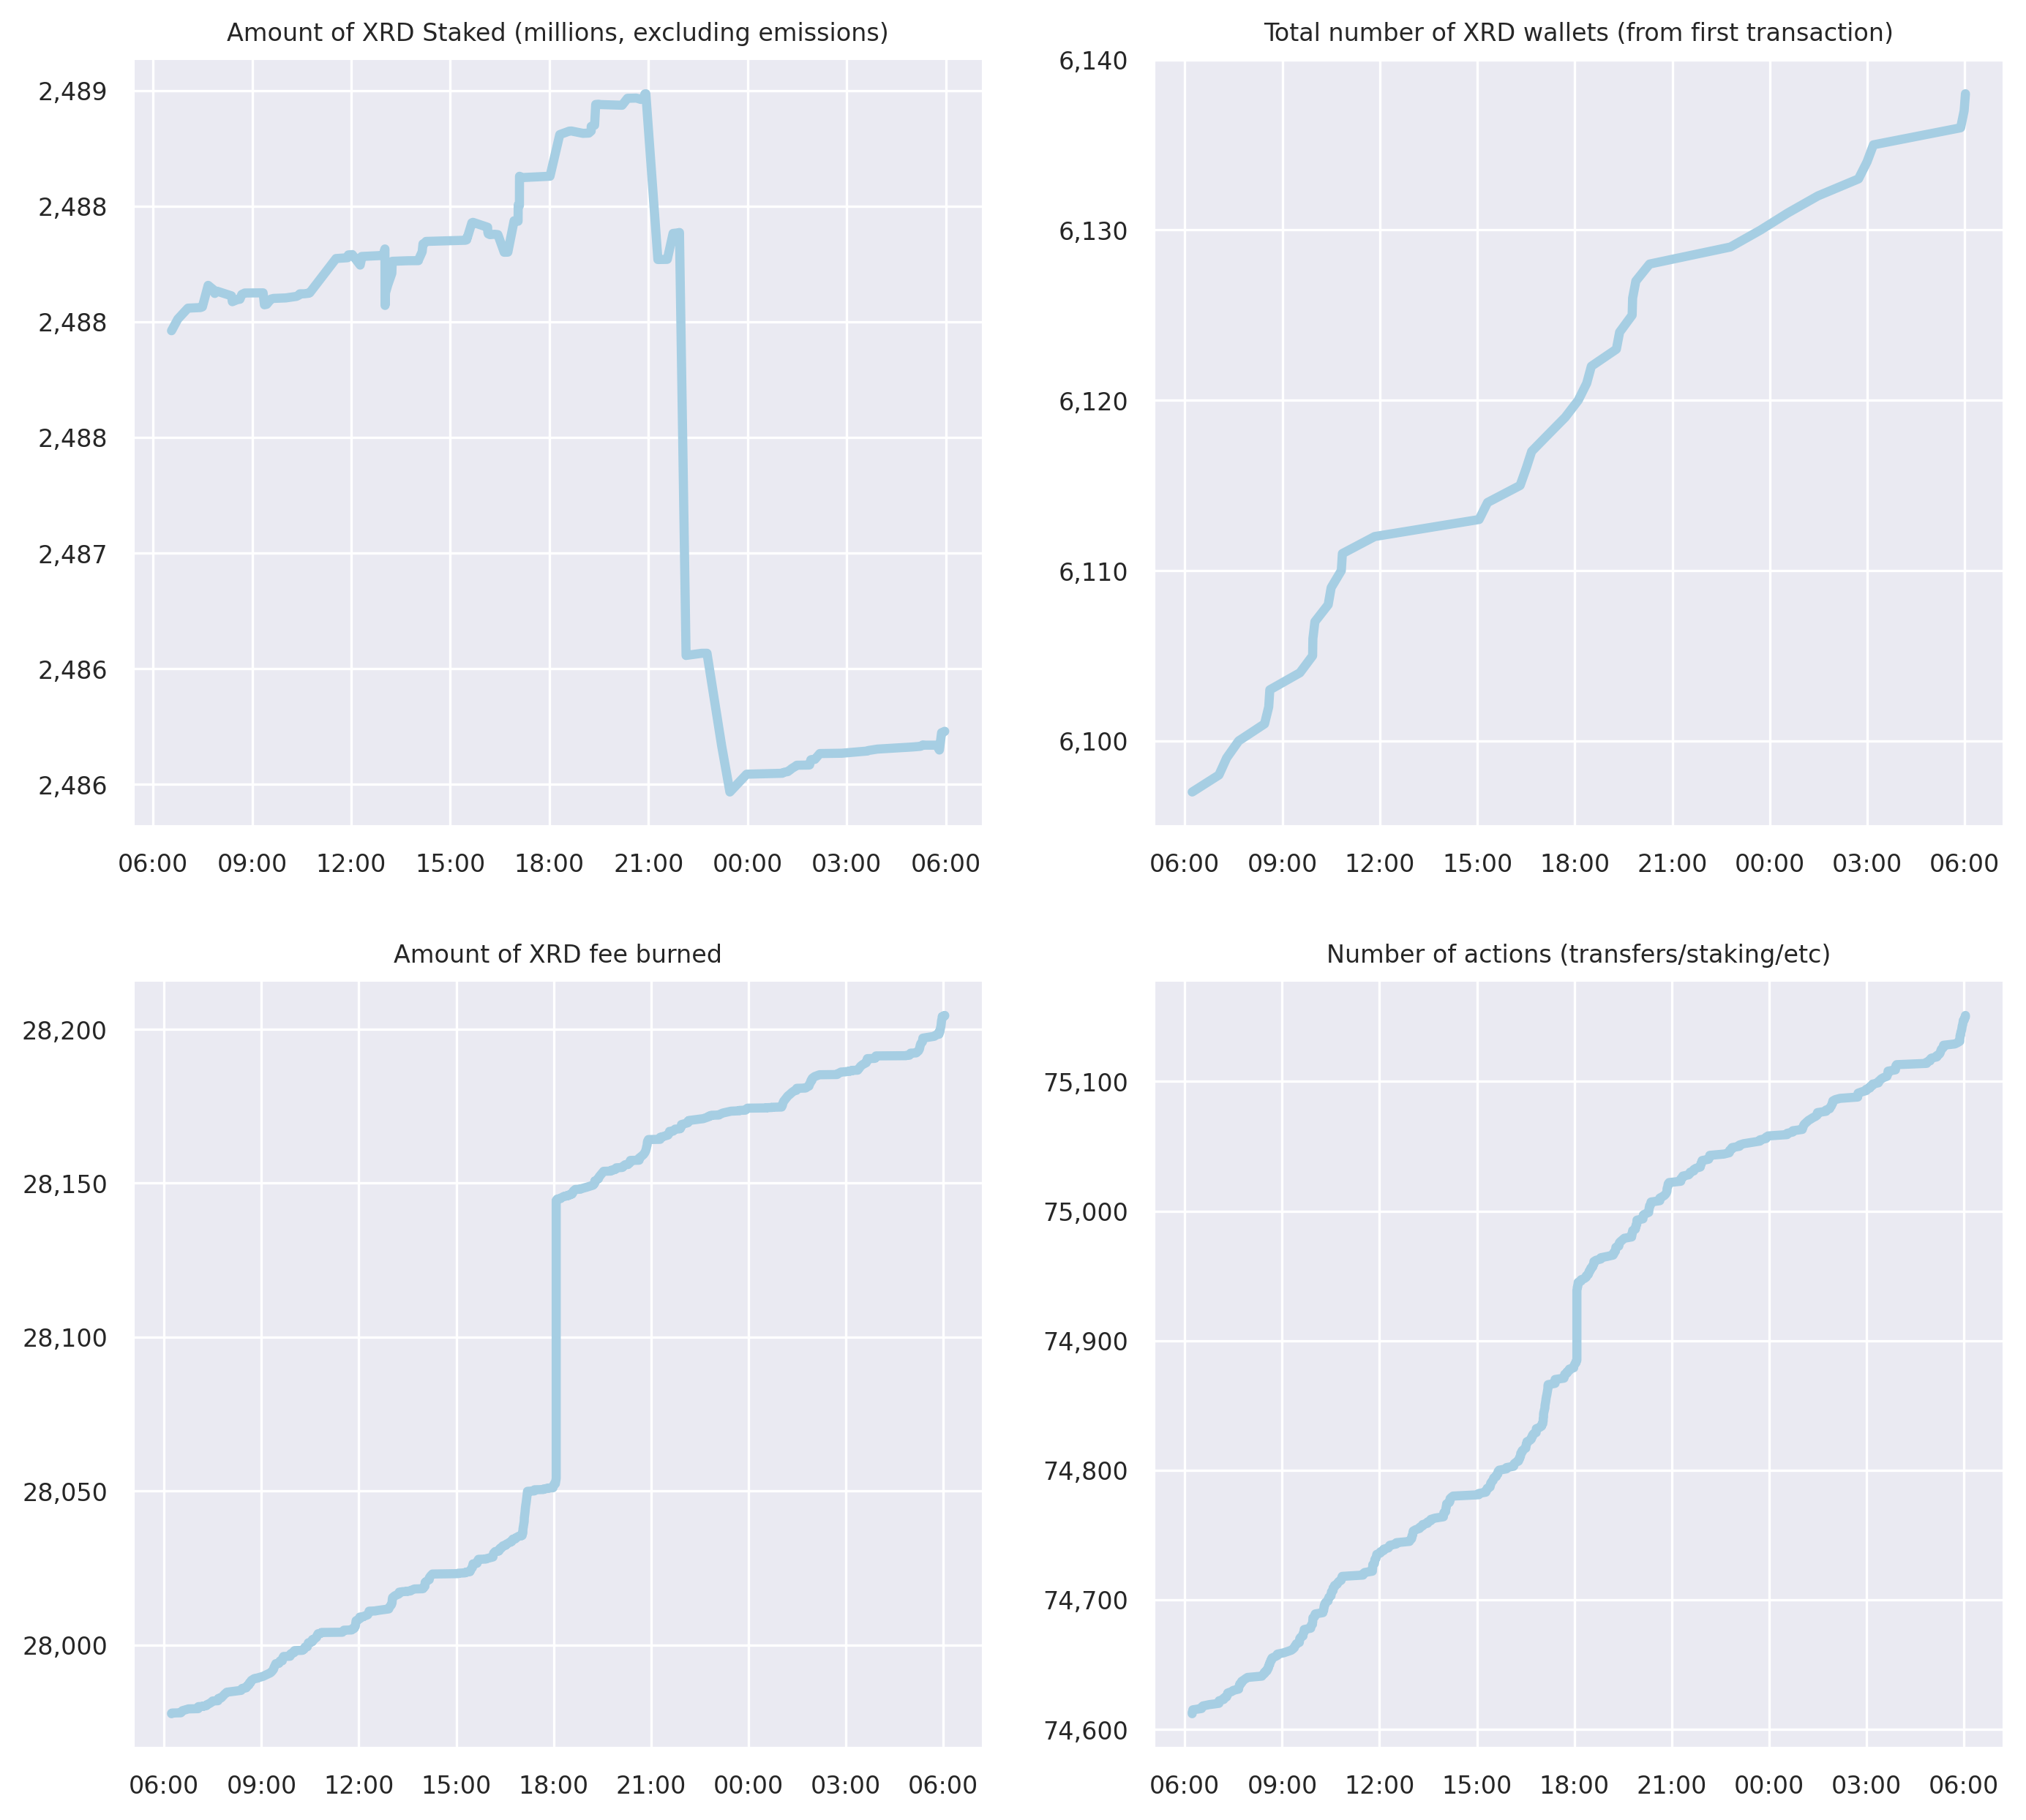 Amount of XRD Staked (millions, excluding emissions)
2,489
2,488
2,488
2,488
2,487
2,486
2,486
06:00 09:00 12:00 15:00 18:00 21:00 00:00 03:00 06:00
Total number of XRD wallets (from first transaction)
6,140
6,130
6,120
6,110
6,100
06:00 09:00 12:00 15:00 18:00 21:00 00:00 03:00 06:00
Amount of XRD fee burned
28,200
28,150
28,100
28,050
28,000
06:00 09:00 12:00 15:00 18:00 21:00 00:00 03:00 06:00
Number of actions (transfers/staking/etc)
75,100
75,000
74,900
74,800
74,700
74,600
06:00 09:00 12:00 15:00 18:00 21:00 00:00 03:00 06:00